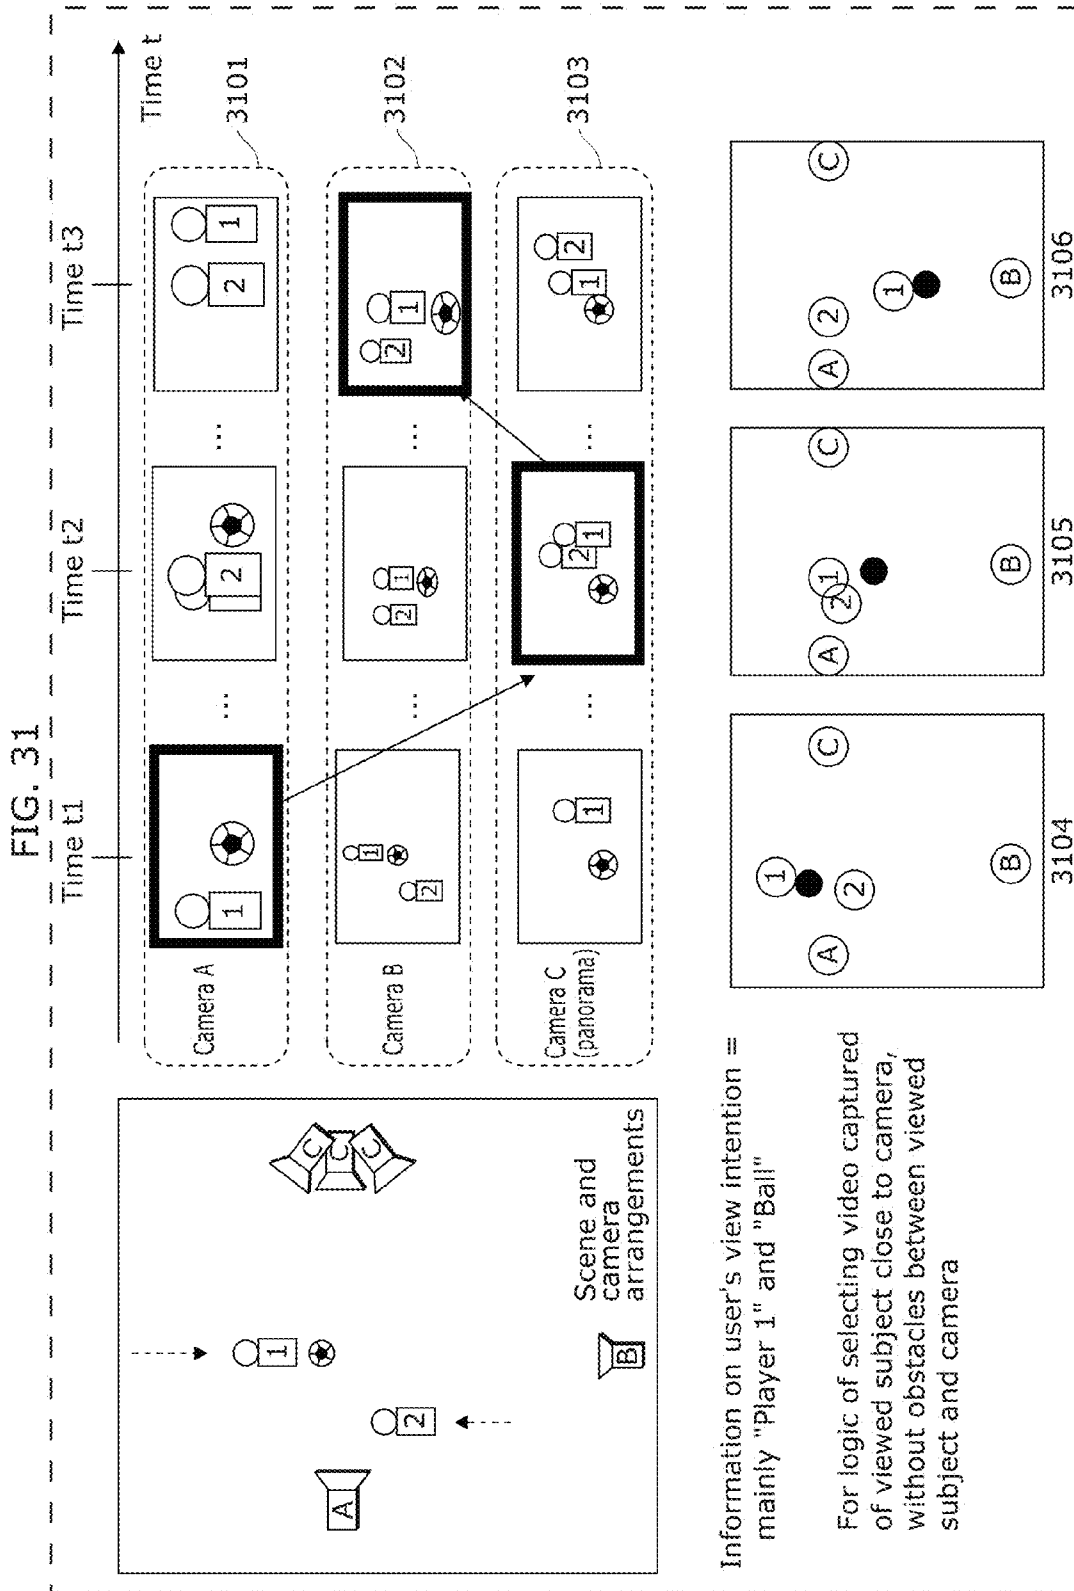 FIG. 31
Time t1
Time t2
Time t3
Time t
Camera A
1
...
2
...
2
1
3101
Camera B
2
1
...
2
1
...
2
1
3102
Camera C
(panorama)
1
...
2
1
...
1
2
3103
A
1
2
B
C
C
C
Scene and
camera
arrangements
Information on user's view intention =
mainly "Player 1" and "Ball"
For logic of selecting video captured
of viewed subject close to camera,
without obstacles between viewed
subject and camera
1
A
2
C
B
3104
A
2
1
C
B
3105
A
2
C
1
B
3106